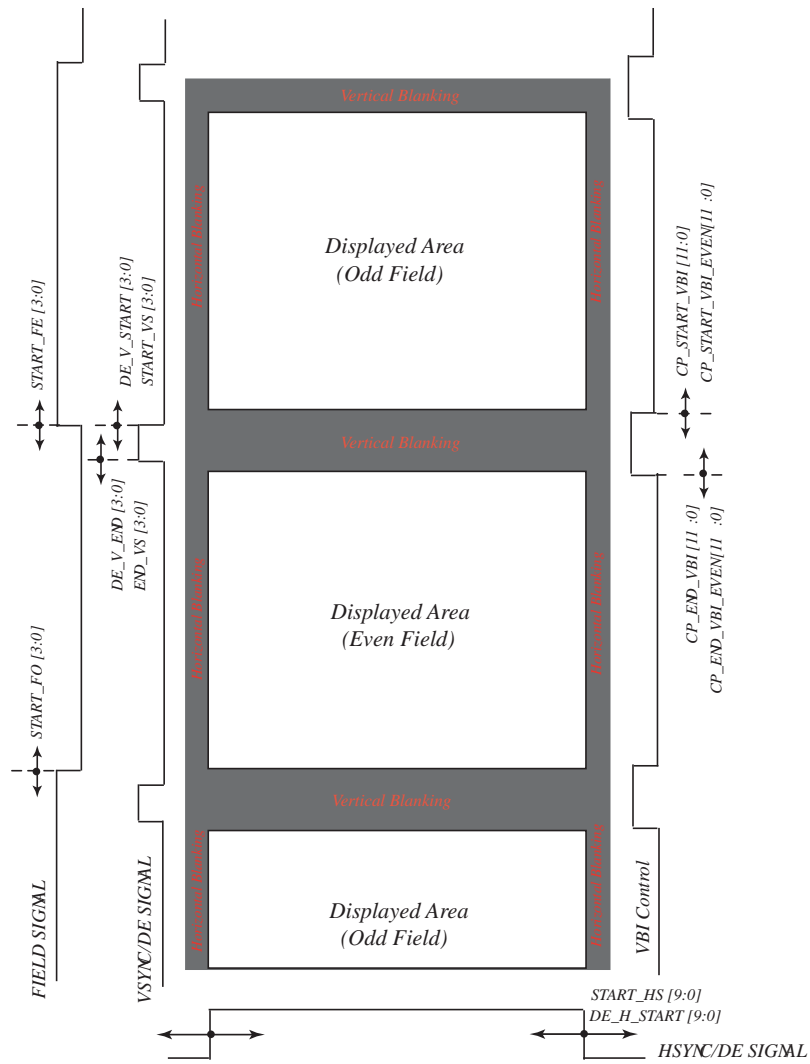 Vertical Blanking
Horizontal Blanking
Displayed Area
(Odd Field)
Horizontal Blanking
START_FE [3:0]
DE_V_START [3:0]
START_VS [3:0]
CP_START_VBI [11:0]
CP_START_VBI_EVEN[11 :0]
Vertical Blanking
DE_V_END [3:0]
END_VS [3:0]
CP_END_VBI [11 :0]
CP_END_VBI_EVEN[11 :0]
Horizontal Blanking
Displayed Area
(Even Field)
Horizontal Blanking
START_FO [3:0]
Vertical Blanking
Horizontal Blanking
Displayed Area
(Odd Field)
Horizontal Blanking
FIELD SIGNAL
VSYNC/DE SIGNAL
VBI Control
START_HS [9:0]
DE_H_START [9:0]
HSYNC/DE SIGNAL